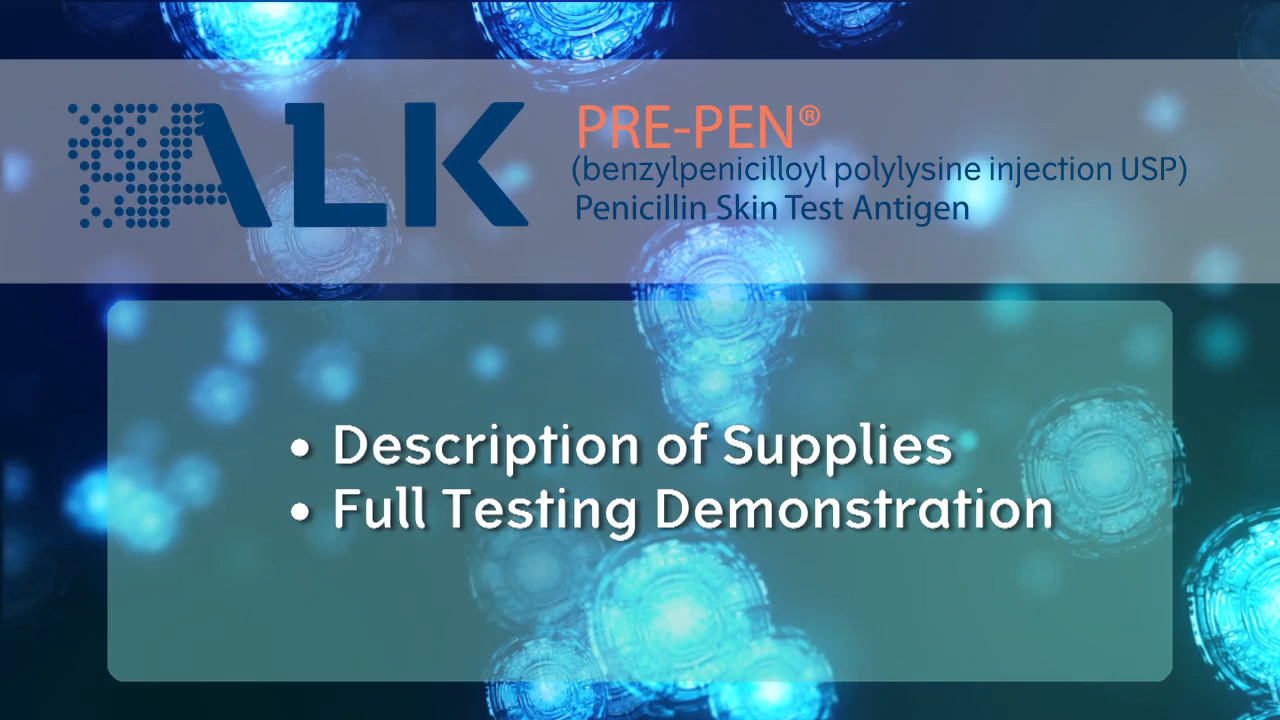 ALK
PRE-PEN®
(benzylpenicilloyl polylysine injection USP)
Penicillin Skin Test Antigen
• Description of Supplies
• Full Testing Demonstration